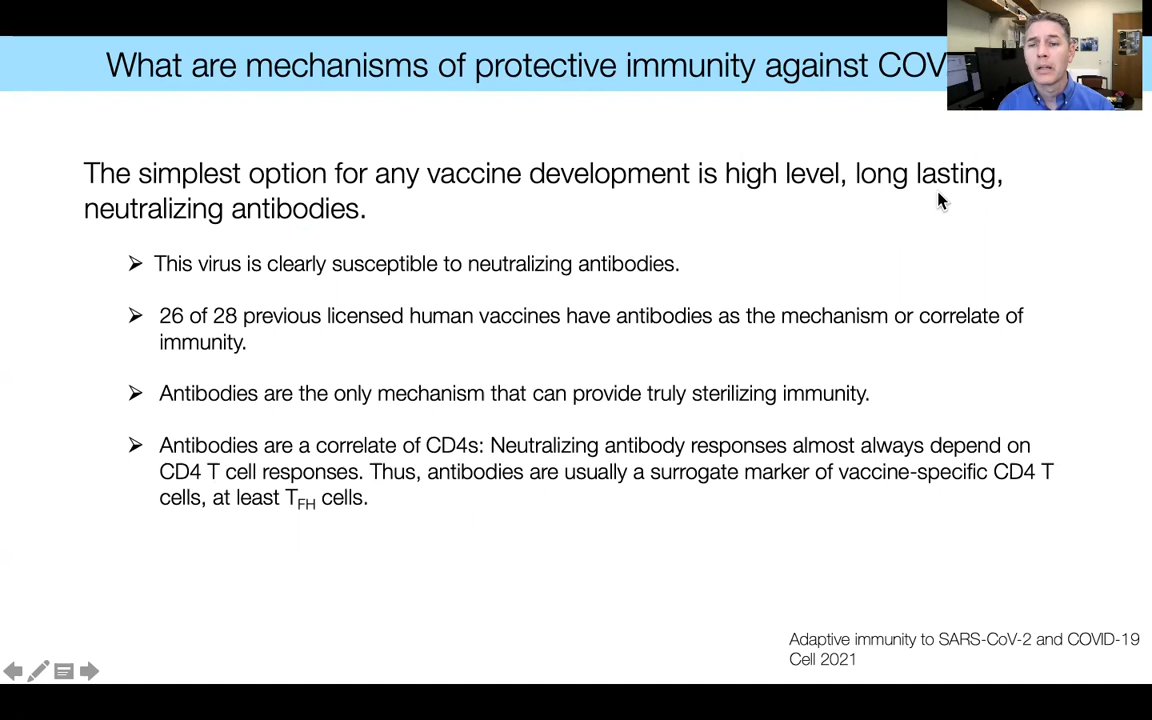 What are mechanisms of protective immunity against COV
The simplest option for any vaccine development is high level, long lasting,
neutralizing antibodies.
➢ This virus is clearly susceptible to neutralizing antibodies.
➢ 26 of 28 previous licensed human vaccines have antibodies as the mechanism or correlate of
immunity.
➢ Antibodies are the only mechanism that can provide truly sterilizing immunity.
➢ Antibodies are a correlate of CD4s: Neutralizing antibody responses almost always depend on
CD4 T cell responses. Thus, antibodies are usually a surrogate marker of vaccine-specific CD4 T
cells, at least TFH cells.
Adaptive immunity to SARS-CoV-2 and COVID-19
Cell 2021